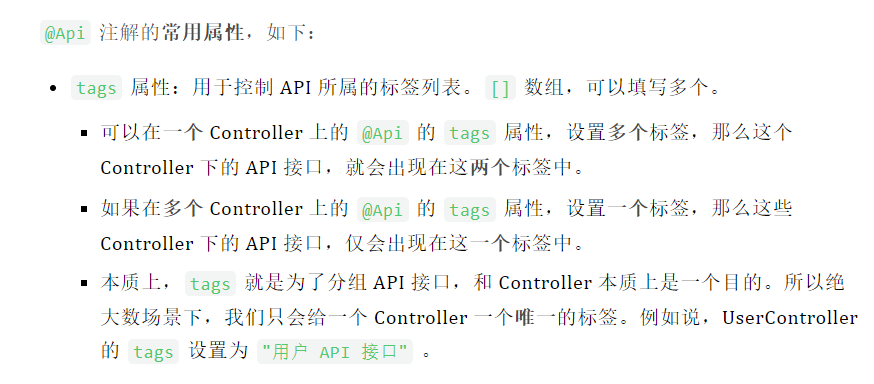 @Api 注解的常用属性，如下：
tags 属性：用于控制 API 所属的标签列表。[] 数组，可以填写多个。
可以在一个 Controller 上的 @Api 的 tags 属性，设置多个标签，那么这个
Controller 下的 API 接口，就会出现在这两个标签中。
如果在多个 Controller 上的 @Api 的 tags 属性，设置一个标签，那么这些
Controller 下的 API 接口，仅会出现在这一个标签中。
本质上，tags 就是为了分组 API 接口，和 Controller 本质上是一个目的。所以绝
大数场景下，我们只会给一个 Controller 一个唯一的标签。例如说，UserController
的 tags 设置为 "用户 API 接口" 。